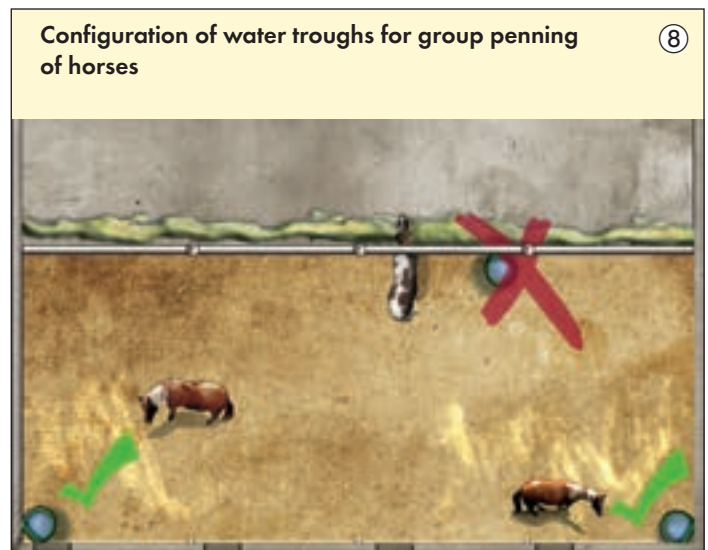 Configuration of water troughs for group penning ⑧
of horses